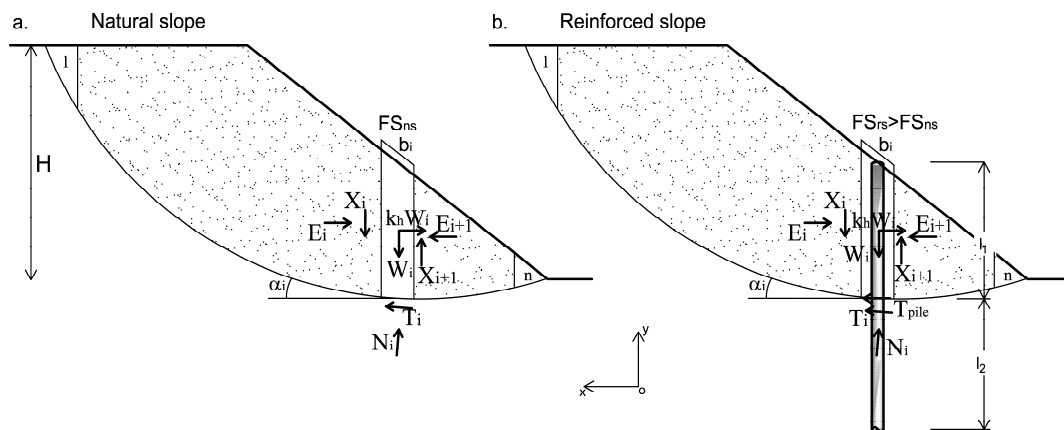 a. Natural slope
l
H
FSns
bi
Xi
Ei
khWi
Ei+1
Wi
Xi+1
n
αi
Ti
Ni
b. Reinforced slope
l
FSrs>FSns
bi
Xi
Ei
khWi
Ei+1
Wi
Xi+1
l1
n
αi
Ti
Tpile
Ni
l2
y
x
o